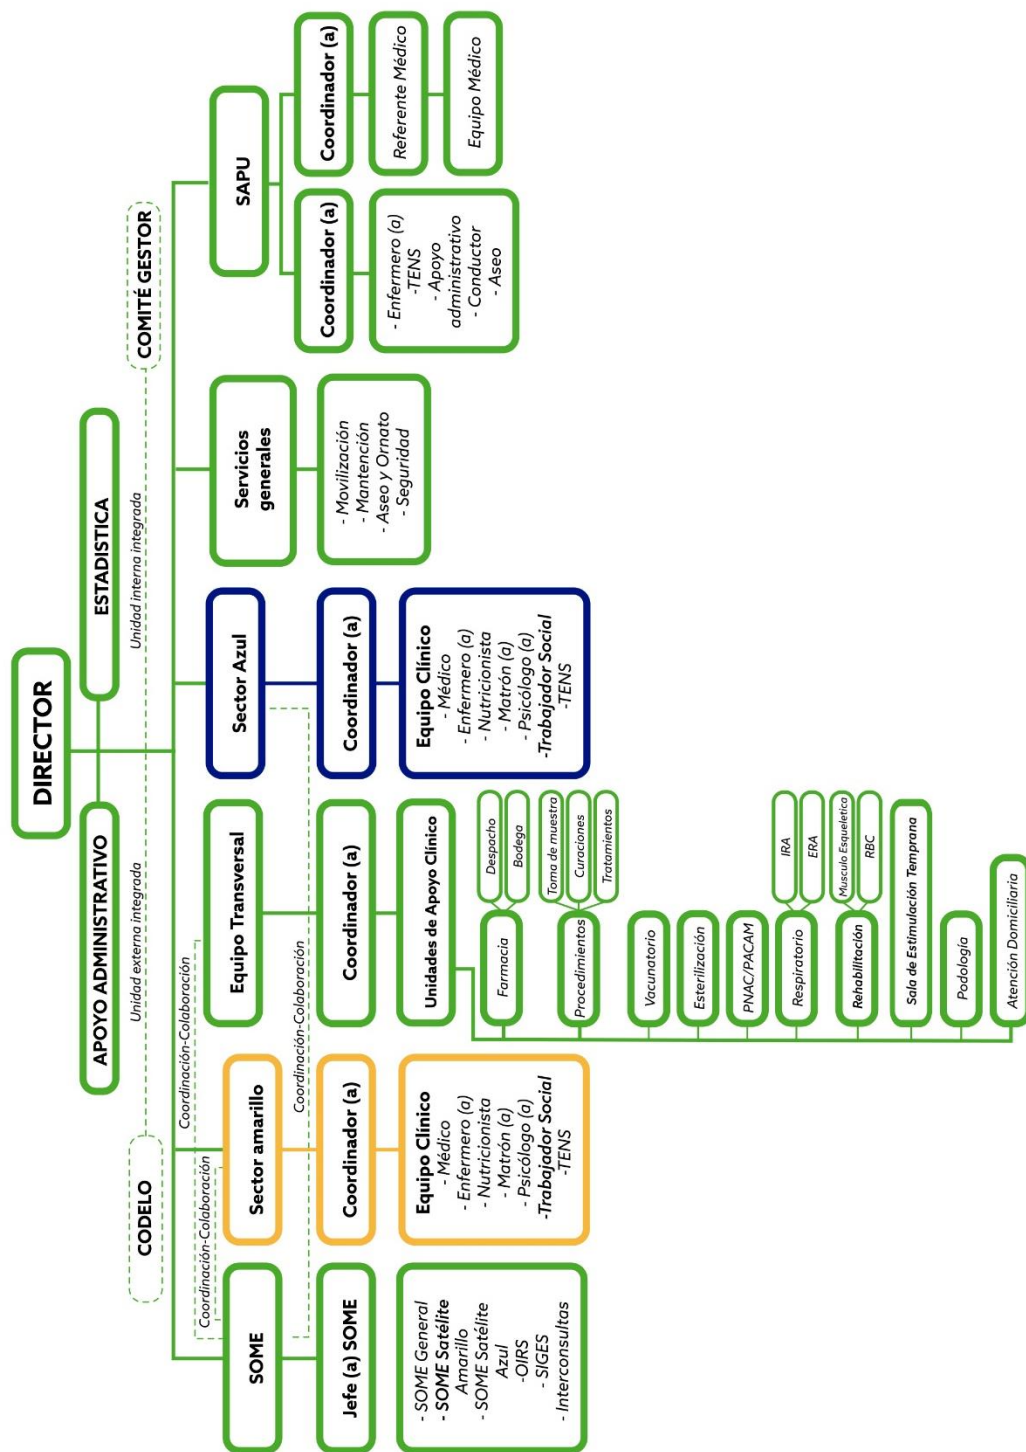 DIRECTOR
APOYO ADMINISTRATIVO
ESTADISTICA
Unidad externa integrada
Unidad interna integrada
CODELO
COMITÉ GESTOR
Coordinación-Colaboración
Coordinación-Colaboración
Coordinación-Colaboración
SOME
Jefe (a) SOME
- SOME General
- SOME Satélite
Amarillo
- SOME Satélite
Azul
-OIRS
- SIGES
- Interconsultas
Sector amarillo
Coordinador (a)
Equipo Clínico
- Médico
- Enfermero (a)
- Nutricionista
- Matrón (a)
- Psicólogo (a)
-Trabajador Social
-TENS
Equipo Transversal
Coordinador (a)
Unidades de Apoyo Clínico
Farmacia
Despacho
Bodega
Procedimientos
Toma de muestra
Curaciones
Tratamientos
Vacunatorio
Esterilización
PNAC/PACAM
Respiratorio
IRA
ERA
Rehabilitación
Musculo Esqueletica
RBC
Sala de Estimulación Temprana
Podología
Atención Domiciliaria
Sector Azul
Coordinador (a)
Equipo Clínico
- Médico
- Enfermero (a)
- Nutricionista
- Matrón (a)
- Psicólogo (a)
-Trabajador Social
-TENS
Servicios
generales
- Movilización
- Mantención
- Aseo y Ornato
- Seguridad
SAPU
Coordinador (a)
- Enfermero (a)
-TENS
- Apoyo
administrativo
- Conductor
- Aseo
Coordinador (a)
Referente Médico
Equipo Médico